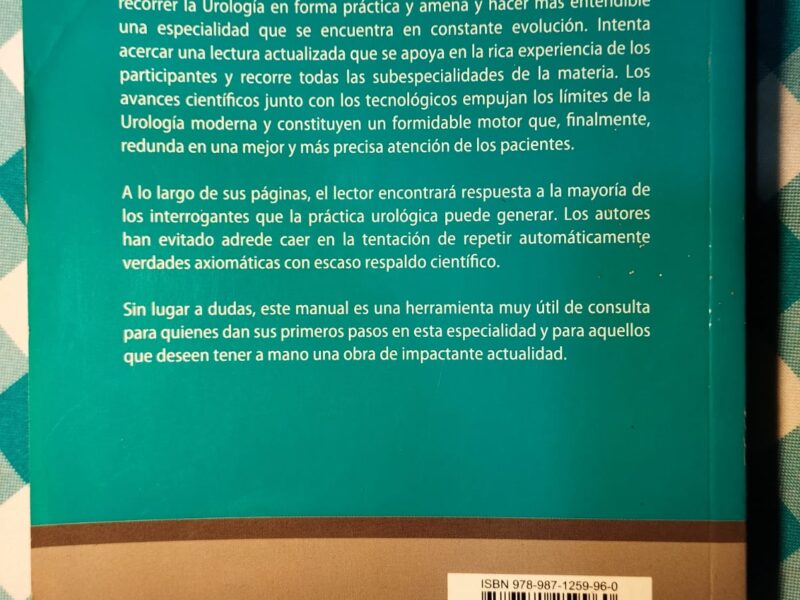 recorrer la Urología en forma práctica y amena y hacer más entendible
una especialidad que se encuentra en constante evolución. Intenta
acercar una lectura actualizada que se apoya en la rica experiencia de los
participantes y recorre todas las subespecialidades de la materia. Los
avances científicos junto con los tecnológicos empujan los límites de la
Urología moderna y constituyen un formidable motor que, finalmente,
redunda en una mejor y más precisa atención de los pacientes.
A lo largo de sus páginas, el lector encontrará respuesta a la mayoría de
los interrogantes que la práctica urológica puede generar. Los autores
han evitado adrede caer en la tentación de repetir automáticamente
verdades axiomáticas con escaso respaldo científico.
Sin lugar a dudas, este manual es una herramienta muy útil de consulta
para quienes dan sus primeros pasos en esta especialidad y para aquellos
que deseen tener a mano una obra de impactante actualidad.
ISBN 978-987-1259-96-0